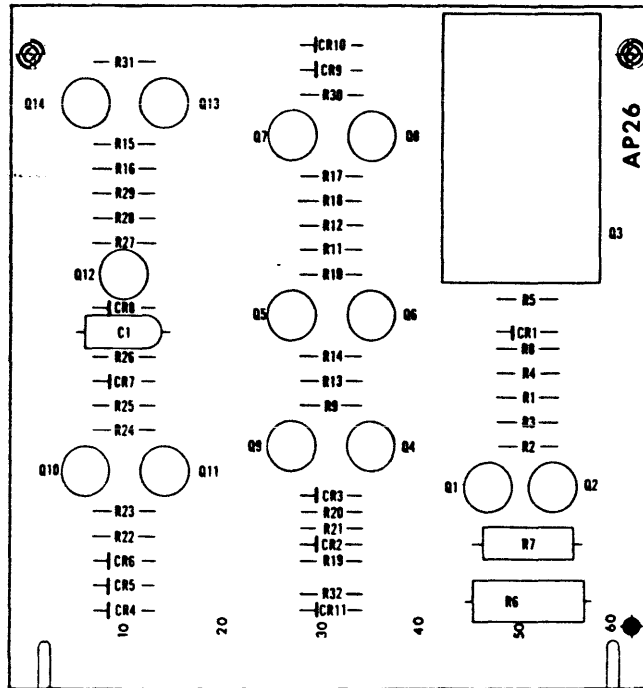 R31
Q14
Q13
R15
R16
R29
R28
R27
Q12
CR8
C1
R26
CR7
R25
R24
Q10
Q11
R23
R22
CR6
CR5
CR4
CR10
CR9
R30
Q7
Q8
R17
R18
R12
R11
R10
Q5
Q6
R14
R13
R9
Q9
Q4
CR3
R20
R21
CR2
R19
R32
CR11
AP26
Q3
R5
CR1
R8
R4
R1
R3
R2
Q1
Q2
R7
R6
10
20
30
40
50
60